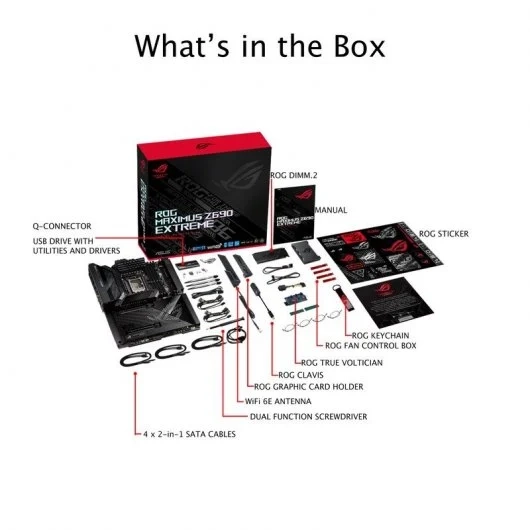 What's in the Box
ROG DIMM.2
ROG
MAXIMUS Z690
EXTREME
MANUAL
Q-CONNECTOR
USB DRIVE WITH
UTILITIES AND DRIVERS
ROG STICKER
ROG KEYCHAIN
ROG FAN CONTROL BOX
ROG TRUE VOLTICIAN
ROG CLAVIS
ROG GRAPHIC CARD HOLDER
WiFi 6E ANTENNA
DUAL FUNCTION SCREWDRIVER
4 x 2-in-1 SATA CABLES